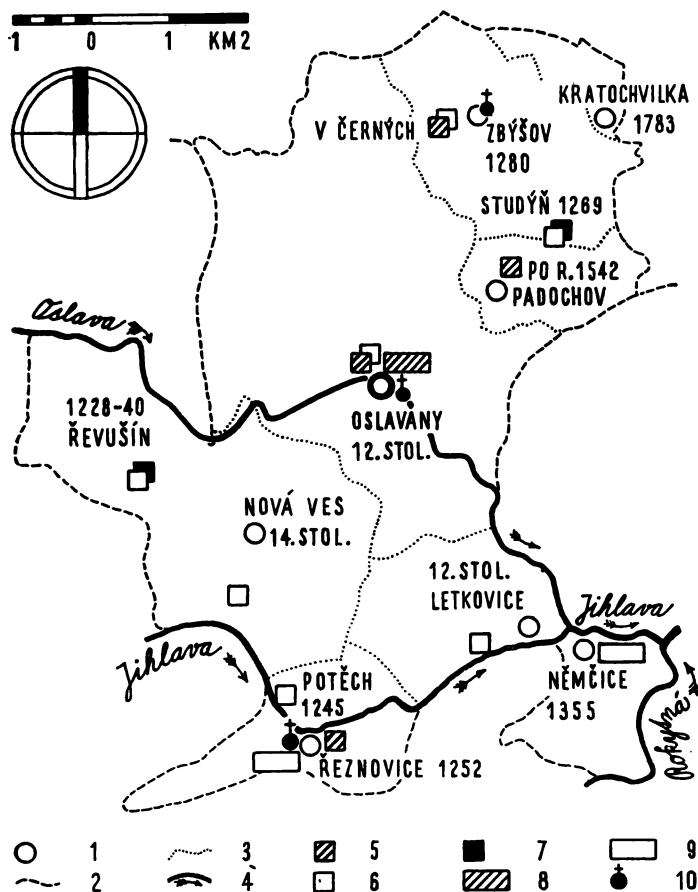 1 0 1 KM2
KRATOCHVILKA
1783
V ČERNÝCH
ZBÝŠOV
1280
STUDÝŇ 1269
PO R.1542
PADOCHOV
Oslava
1228-40
ŘEVUŠÍN
OSLAVANY
12.STOL.
NOVÁ VES
14.STOL.
12.STOL.
LETKOVICE
Jihlava
Jihlava
POTĚCH
1245
NĚMČICE
1355
Rokytná
ŘEZNOVICE 1252
1 3 5 7 9
2 4 6 8 10